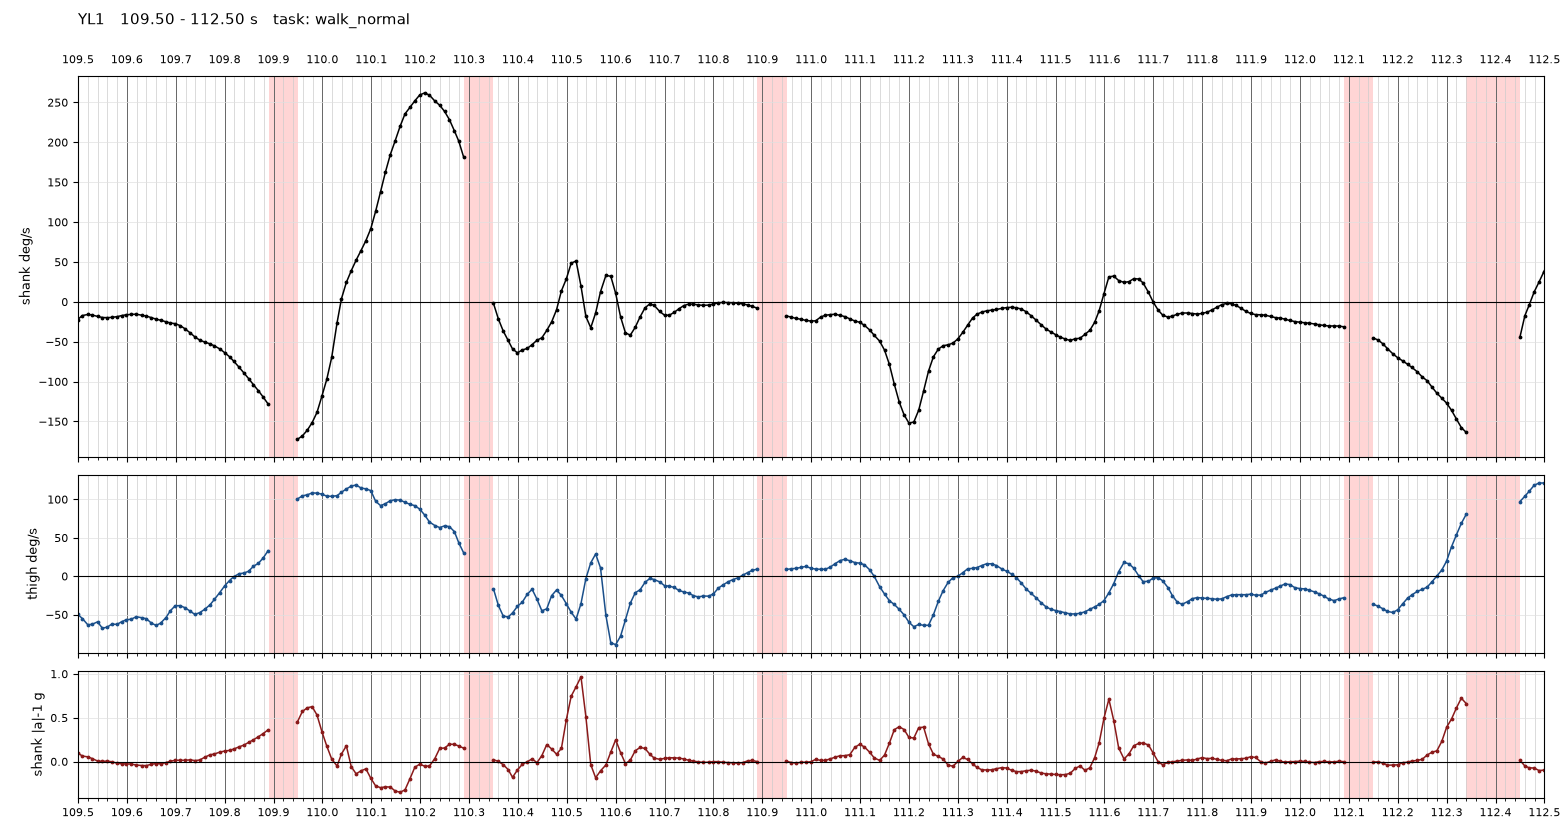 YL1   109.50 - 112.50 s   task: walk_normal
109.5 109.6 109.7 109.8 109.9 110.0 110.1 110.2 110.3 110.4 110.5 110.6 110.7 110.8 110.9 111.0 111.1 111.2 111.3 111.4 111.5 111.6 111.7 111.8 111.9 112.0 112.1 112.2 112.3 112.4 112.5
250
200
150
100
50
0
−50
−100
−150
shank deg/s
100
50
0
−50
thigh deg/s
1.0
0.5
0.0
shank |a|-1 g
109.5 109.6 109.7 109.8 109.9 110.0 110.1 110.2 110.3 110.4 110.5 110.6 110.7 110.8 110.9 111.0 111.1 111.2 111.3 111.4 111.5 111.6 111.7 111.8 111.9 112.0 112.1 112.2 112.3 112.4 112.5